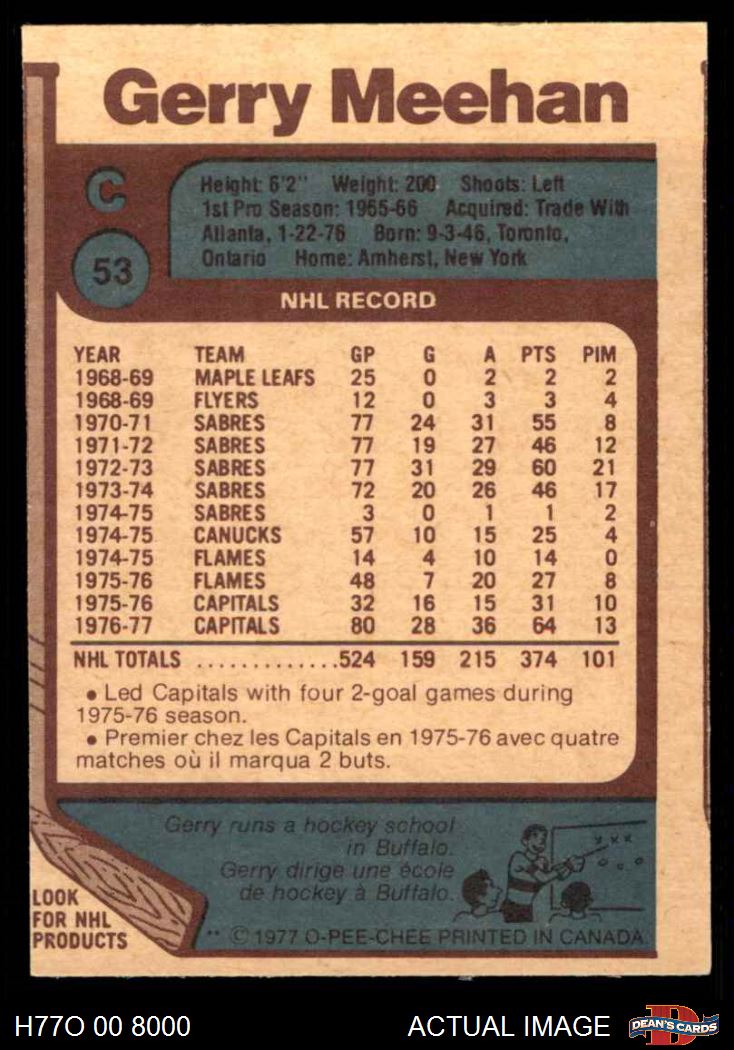 Gerry Meehan
C
53
Height: 6'2" Weight: 200 Shoots: Left
1st Pro Season: 1965-66 Acquired: Trade With
Atlanta, 1-22-76 Born: 9-3-46, Toronto,
Ontario Home: Amherst, New York
NHL RECORD
YEAR TEAM GP G A PTS PIM
1968-69 MAPLE LEAFS 25 0 2 2 2
1968-69 FLYERS 12 0 3 3 4
1970-71 SABRES 77 24 31 55 8
1971-72 SABRES 77 19 27 46 12
1972-73 SABRES 77 31 29 60 21
1973-74 SABRES 72 20 26 46 17
1974-75 SABRES 3 0 1 1 2
1974-75 CANUCKS 57 10 15 25 4
1974-75 FLAMES 14 4 10 14 0
1975-76 FLAMES 48 7 20 27 8
1975-76 CAPITALS 32 16 15 31 10
1976-77 CAPITALS 80 28 36 64 13
NHL TOTALS .............524 159 215 374 101
• Led Capitals with four 2-goal games during
1975-76 season.
• Premier chez les Capitals en 1975-76 avec quatre
matches où il marqua 2 buts.
Gerry runs a hockey school
in Buffalo.
Gerry dirige une école
de hockey à Buffalo.
LOOK
FOR NHL
PRODUCTS
** © 1977 O-PEE-CHEE PRINTED IN CANADA
H77O 00 8000
ACTUAL IMAGE
D
DEAN'S CARDS